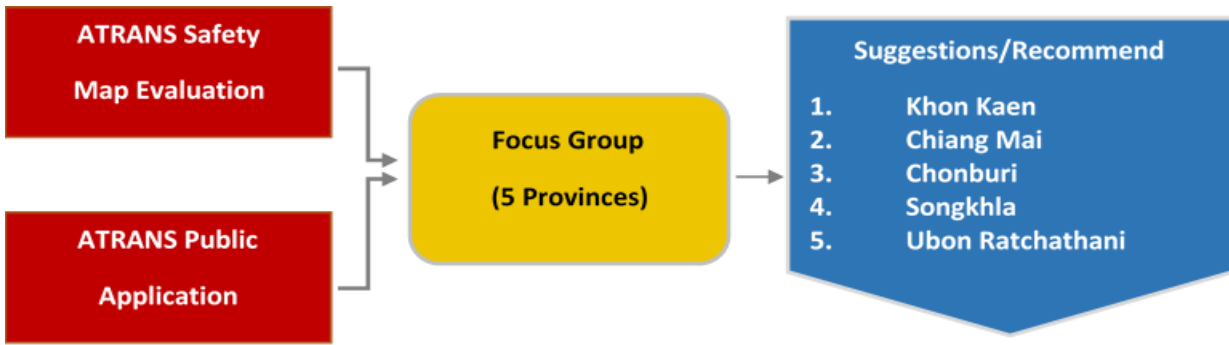 ATRANS Safety
Map Evaluation
ATRANS Public
Application
Focus Group
(5 Provinces)
Suggestions/Recommend
1. Khon Kaen
2. Chiang Mai
3. Chonburi
4. Songkhla
5. Ubon Ratchathani